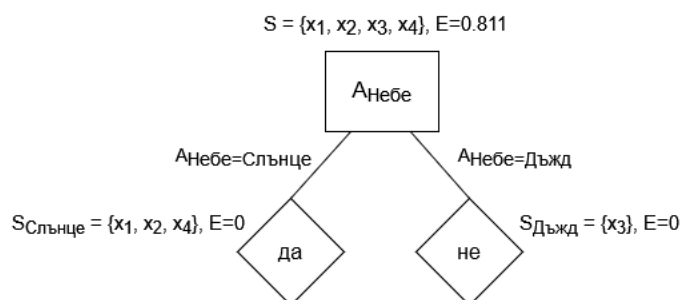 S = {x1, x2, x3, x4}, E=0.811
AНебе
AНебе=Слънце
AНебе=Дъжд
SСлънце = {x1, x2, x4}, E=0
да
не
SДъжд = {x3}, E=0